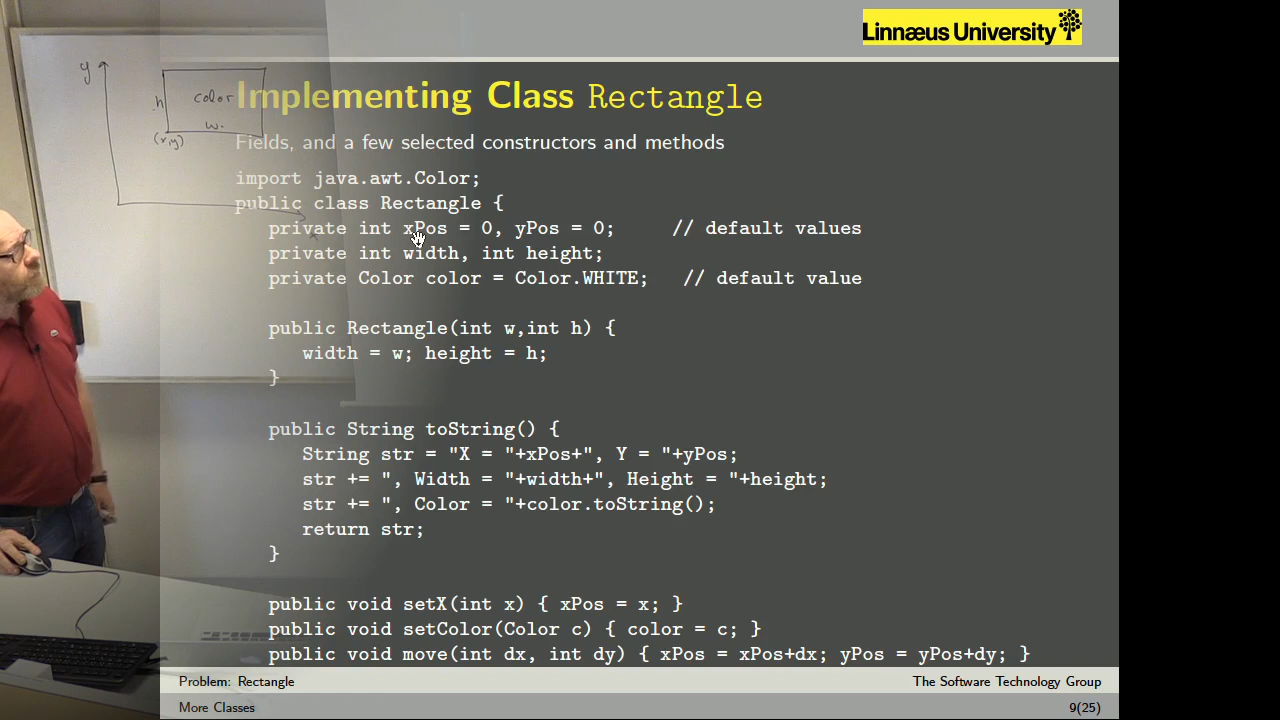 Linnæus University
y
h
color
w.
(x,y)
Implementing Class Rectangle
Fields, and a few selected constructors and methods
import java.awt.Color;
public class Rectangle {
private int xPos = 0, yPos = 0; // default values
private int width, int height;
private Color color = Color.WHITE; // default value
public Rectangle(int w,int h) {
width = w; height = h;
}
public String toString() {
String str = "X = "+xPos+", Y = "+yPos;
str += ", Width = "+width+", Height = "+height;
str += ", Color = "+color.toString();
return str;
}
public void setX(int x) { xPos = x; }
public void setColor(Color c) { color = c; }
public void move(int dx, int dy) { xPos = xPos+dx; yPos = yPos+dy; }
Problem: Rectangle
The Software Technology Group
More Classes
9(25)